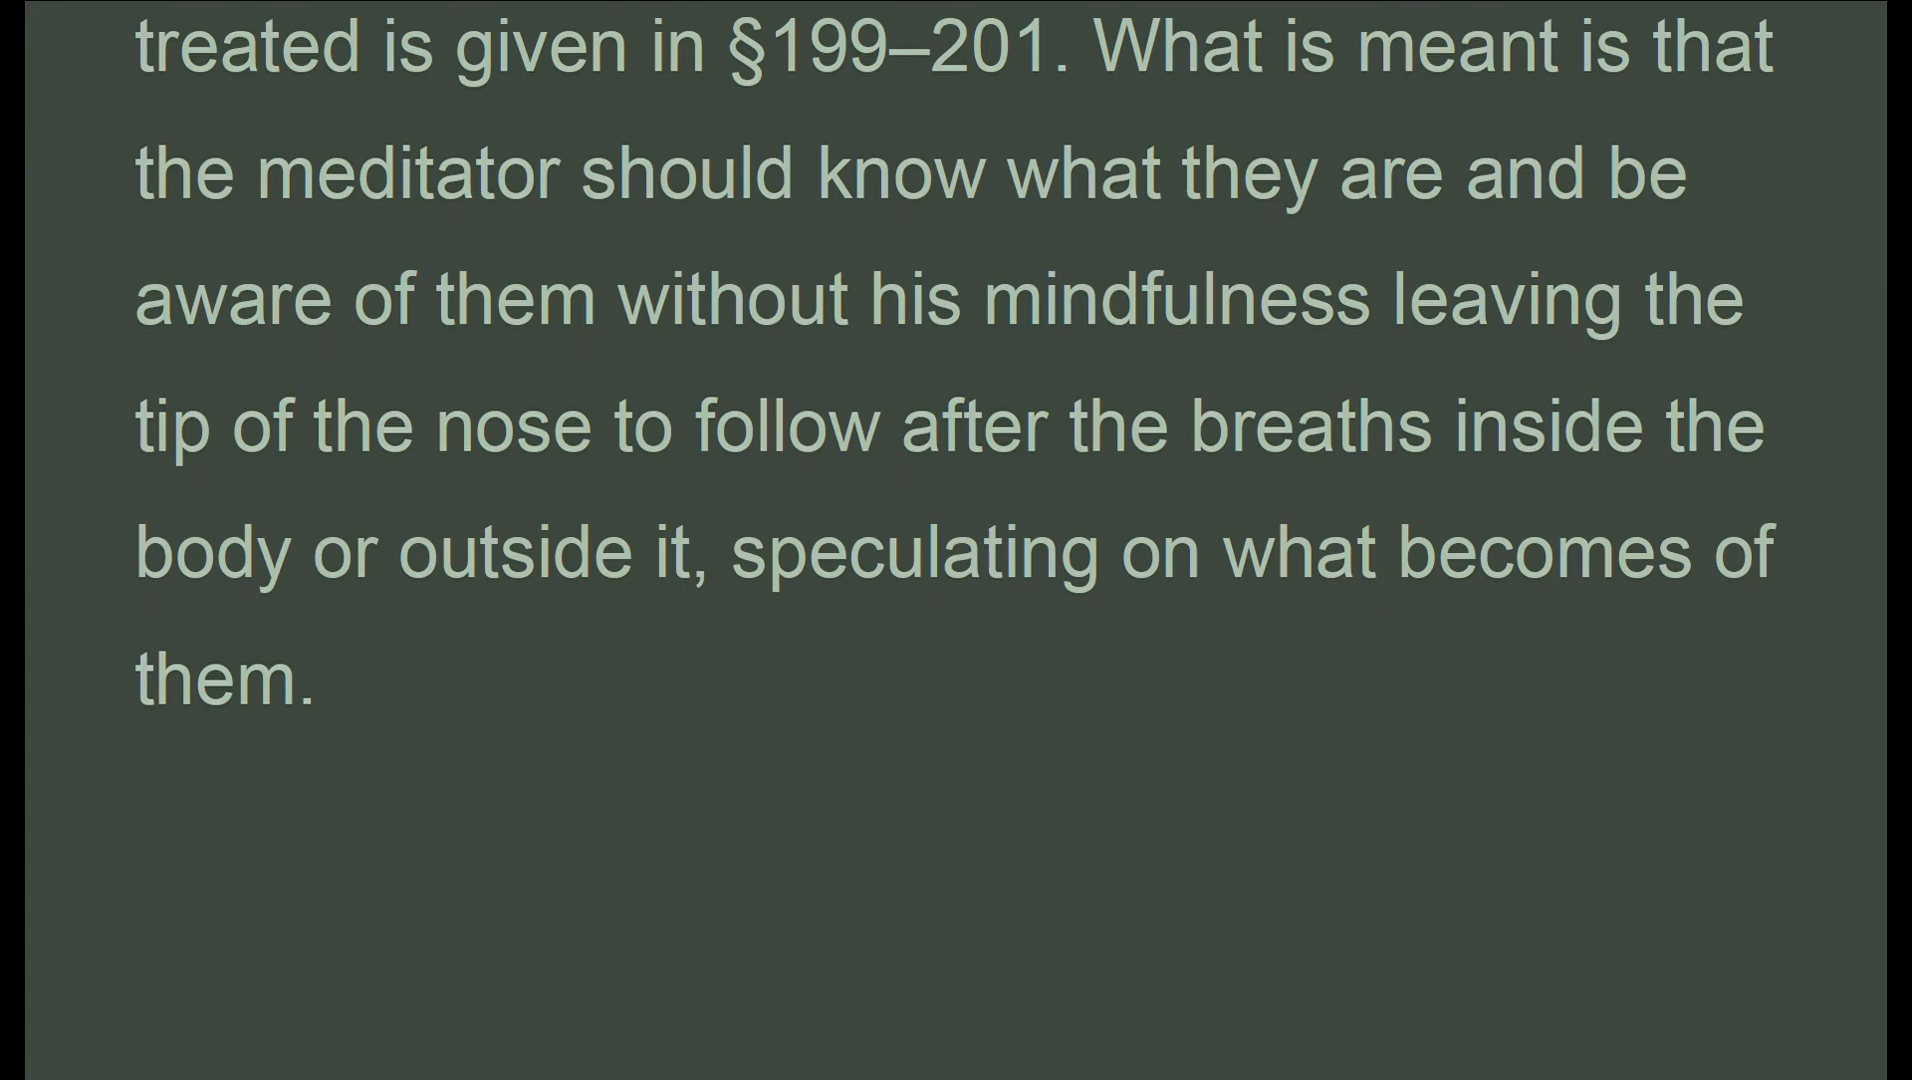 treated is given in §199–201. What is meant is that
the meditator should know what they are and be
aware of them without his mindfulness leaving the
tip of the nose to follow after the breaths inside the
body or outside it, speculating on what becomes of
them.